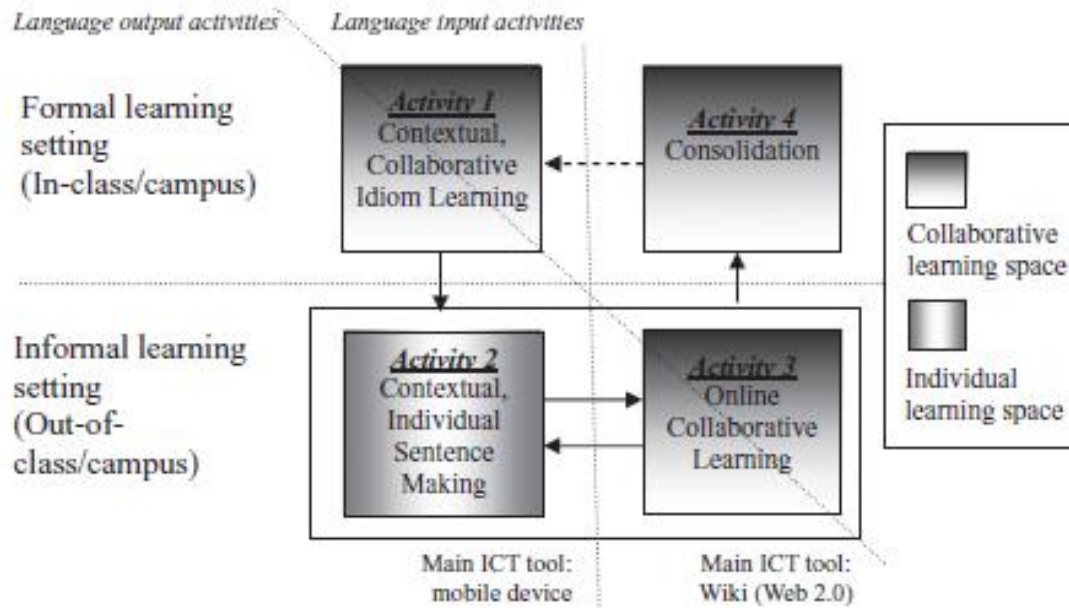 Language output activities
Language input activities
Formal learning
setting
(In-class/campus)
Activity 1
Contextual,
Collaborative
Idiom Learning
Activity 4
Consolidation
Collaborative
learning space
Individual
learning space
Informal learning
setting
(Out-of-
class/campus)
Activity 2
Contextual,
Individual
Sentence
Making
Activity 3
Online
Collaborative
Learning
Main ICT tool:
mobile device
Main ICT tool:
Wiki (Web 2.0)